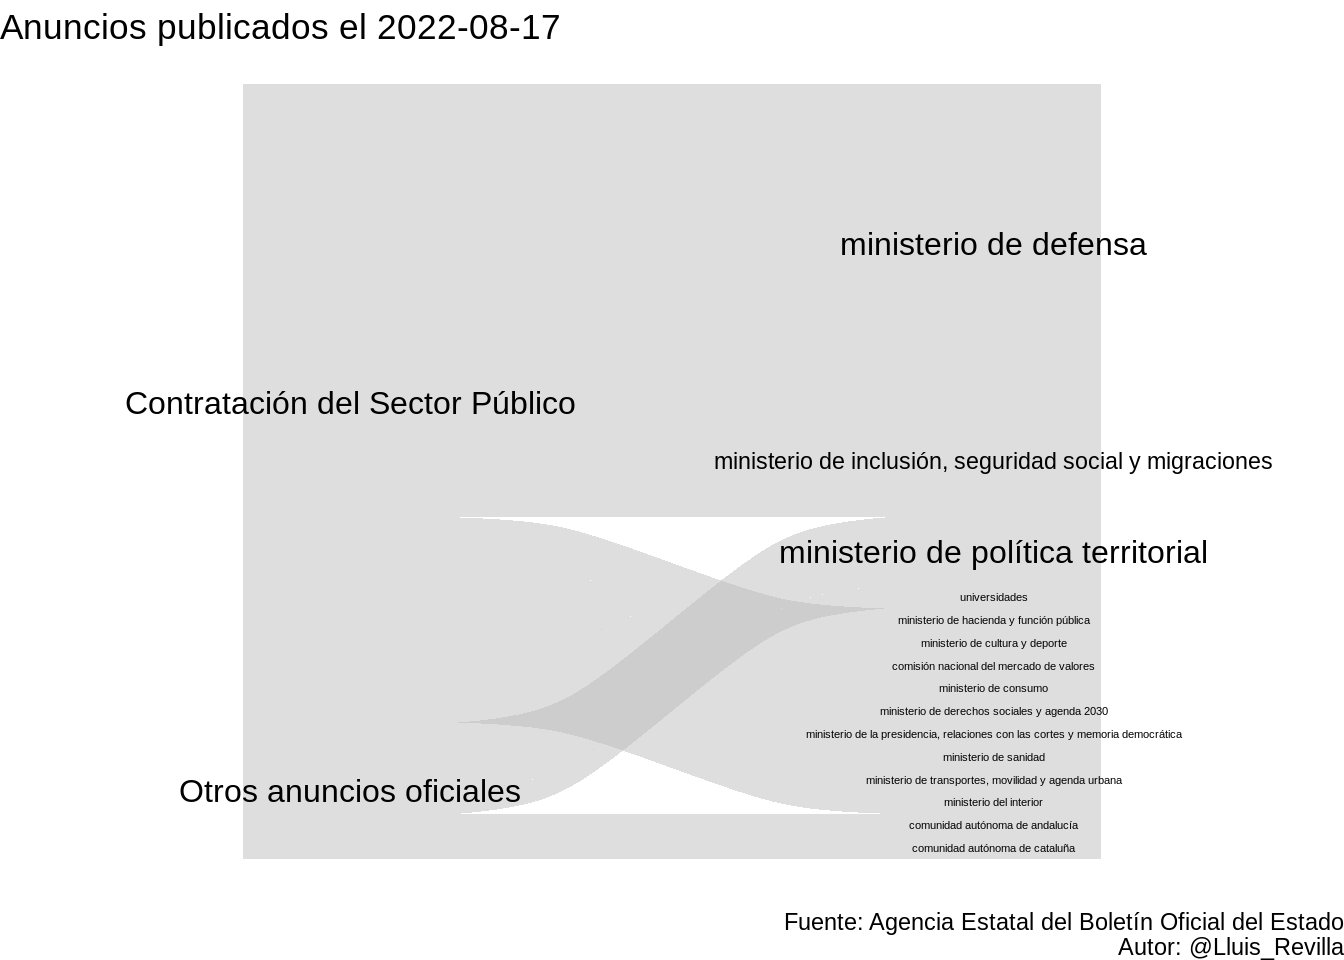 Anuncios publicados el 2022-08-17
ministerio de defensa
Contratación del Sector Público
ministerio de inclusión, seguridad social y migraciones
ministerio de política territorial
universidades
ministerio de hacienda y función pública
ministerio de cultura y deporte
comisión nacional del mercado de valores
ministerio de consumo
ministerio de derechos sociales y agenda 2030
ministerio de la presidencia, relaciones con las cortes y memoria democrática
ministerio de sanidad
ministerio de transportes, movilidad y agenda urbana
Otros anuncios oficiales
ministerio del interior
comunidad autónoma de andalucía
comunidad autónoma de cataluña
Fuente: Agencia Estatal del Boletín Oficial del Estado
Autor: @Lluis_Revilla